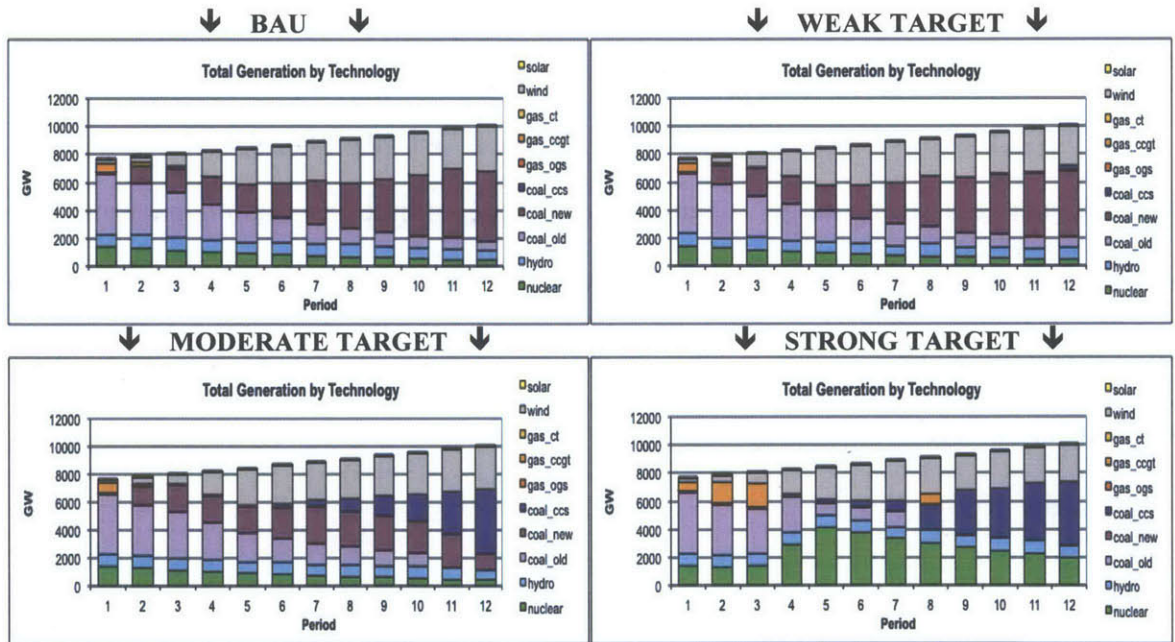 BAU
Total Generation by Technology
GW
12000
10000
8000
6000
4000
2000
0
1 2 3 4 5 6 7 8 9 10 11 12
Period
solar
wind
gas_ct
gas_ccgt
gas_ogs
coal_ccs
coal_new
coal_old
hydro
nuclear
WEAK TARGET
Total Generation by Technology
GW
12000
10000
8000
6000
4000
2000
0
1 2 3 4 5 6 7 8 9 10 11 12
Period
solar
wind
gas_ct
gas_ccgt
gas_ogs
coal_ccs
coal_new
coal_old
hydro
nuclear
MODERATE TARGET
Total Generation by Technology
GW
12000
10000
8000
6000
4000
2000
0
1 2 3 4 5 6 7 8 9 10 11 12
Period
solar
wind
gas_ct
gas_ccgt
gas_ogs
coal_ccs
coal_new
coal_old
hydro
nuclear
STRONG TARGET
Total Generation by Technology
GW
12000
10000
8000
6000
4000
2000
0
1 2 3 4 5 6 7 8 9 10 11 12
Period
solar
wind
gas_ct
gas_ccgt
gas_ogs
coal_ccs
coal_new
coal_old
hydro
nuclear